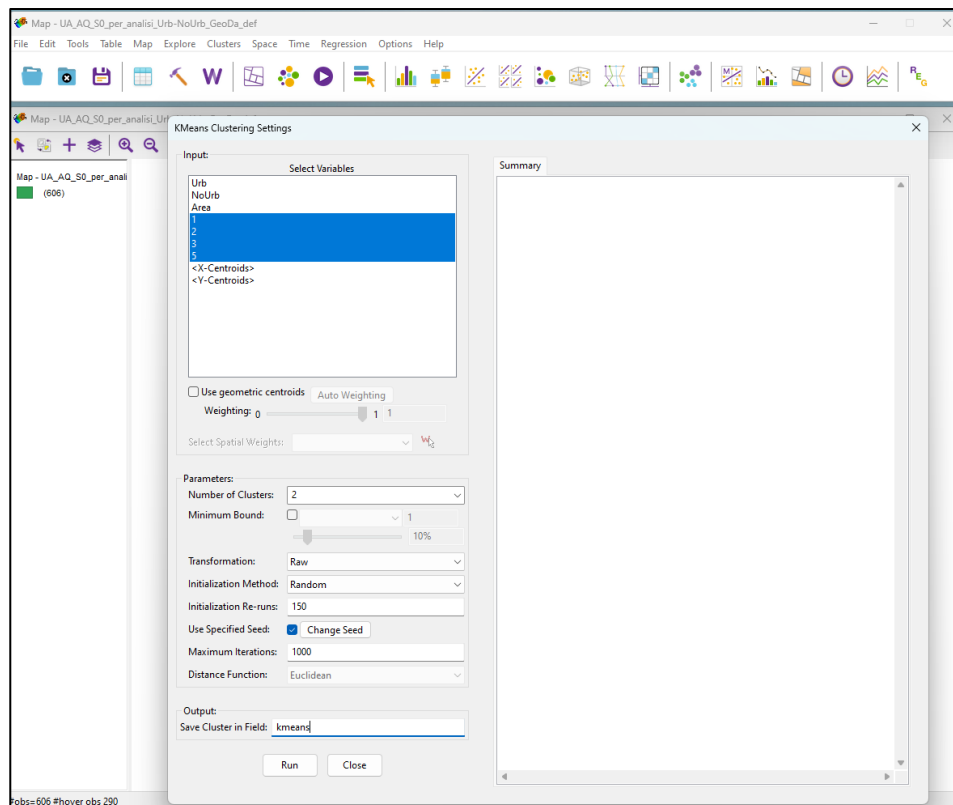 Map - UA_AQ_S0_per_analisi_Urb-NoUrb_GeoDa_def
File Edit Tools Table Map Explore Clusters Space Time Regression Options Help
W
M
REG
Map - UA_AQ_S0_per_analisi_Urb-
KMeans Clustering Settings
Map - UA_AQ_S0_per_anali
(606)
Input:
Select Variables
Urb
NoUrb
Area
1
2
3
5
<X-Centroids>
<Y-Centroids>
Use geometric centroids Auto Weighting
Weighting: 0 1 1
Select Spatial Weights: W
Parameters:
Number of Clusters: 2
Minimum Bound: 1
10%
Transformation: Raw
Initialization Method: Random
Initialization Re-runs: 150
Use Specified Seed: Change Seed
Maximum Iterations: 1000
Distance Function: Euclidean
Output:
Save Cluster in Field: kmeans
Run Close
Summary
#obs=606 #hover obs 290